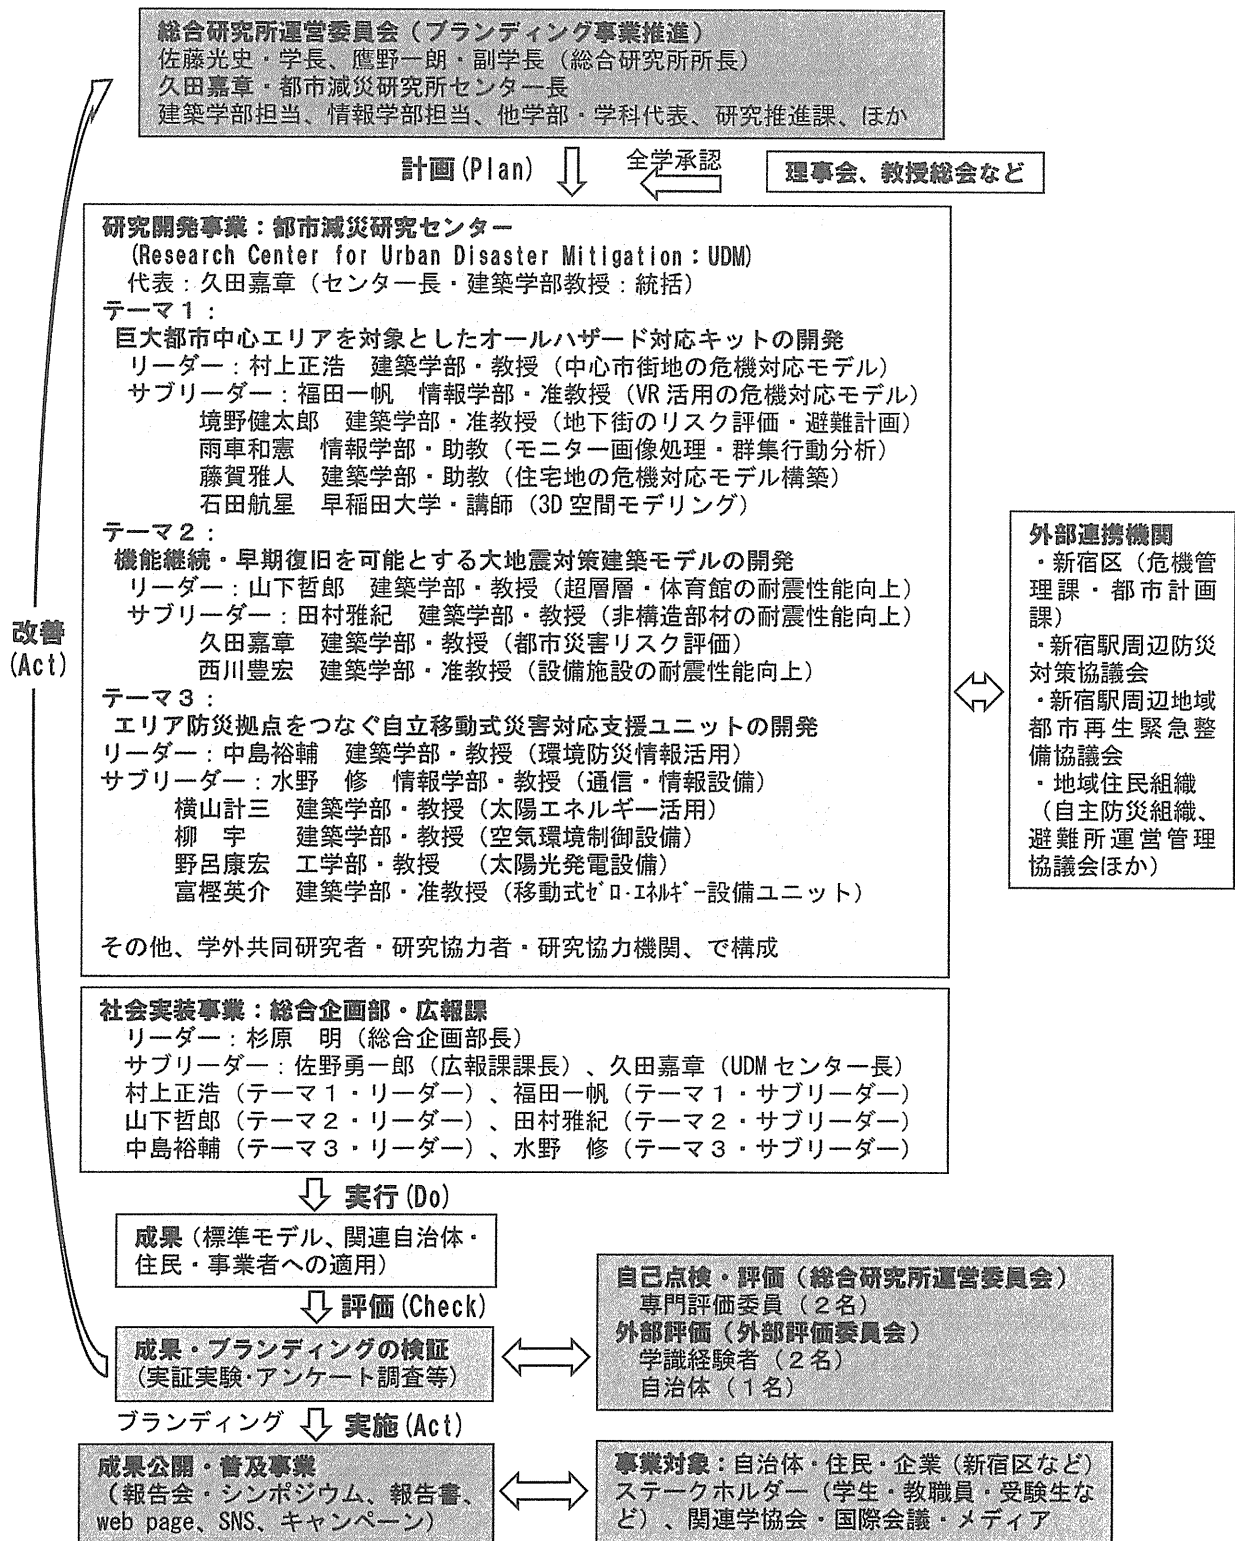 総合研究所運営委員会（ブランディング事業推進）
佐藤光史・学長、鷹野一朗・副学長（総合研究所所長）
久田嘉章・都市減災研究所センター長
建築学部担当、情報学部担当、他学部・学科代表、研究推進課、ほか
計画(Plan)
全学承認
理事会、教授総会など
研究開発事業：都市減災研究センター
(Research Center for Urban Disaster Mitigation：UDM)
代表：久田嘉章（センター長・建築学部教授：統括）
テーマ１：
巨大都市中心エリアを対象としたオールハザード対応キットの開発
リーダー：村上正浩　建築学部・教授（中心市街地の危機対応モデル）
サブリーダー：福田一帆　情報学部・准教授（VR活用の危機対応モデル）
境野健太郎　建築学部・准教授（地下街のリスク評価・避難計画）
雨車和憲　情報学部・助教（モニター画像処理・群集行動分析）
藤賀雅人　建築学部・助教（住宅地の危機対応モデル構築）
石田航星　早稲田大学・講師（3D空間モデリング）
テーマ２：
機能継続・早期復旧を可能とする大地震対策建築モデルの開発
リーダー：山下哲郎　建築学部・教授（超層層・体育館の耐震性能向上）
サブリーダー：田村雅紀　建築学部・教授（非構造部材の耐震性能向上）
久田嘉章　建築学部・教授（都市災害リスク評価）
西川豊宏　建築学部・准教授（設備施設の耐震性能向上）
テーマ３：
エリア防災拠点をつなぐ自立移動式災害対応支援ユニットの開発
リーダー：中島裕輔　建築学部・教授（環境防災情報活用）
サブリーダー：水野　修　情報学部・教授（通信・情報設備）
横山計三　建築学部・教授（太陽エネルギー活用）
柳　宇　　建築学部・教授（空気環境制御設備）
野呂康宏　工学部・教授　（太陽光発電設備）
富樫英介　建築学部・准教授（移動式ｾﾞﾛ･ｴﾈﾙｷﾞｰ設備ユニット）
その他、学外共同研究者・研究協力者・研究協力機関、で構成
改善
(Act)
外部連携機関
・新宿区（危機管
理課・都市計画
課）
・新宿駅周辺防災
対策協議会
・新宿駅周辺地域
都市再生緊急整
備協議会
・地域住民組織
（自主防災組織、
避難所運営管理
協議会ほか）
社会実装事業：総合企画部・広報課
リーダー：杉原　明（総合企画部長）
サブリーダー：佐野勇一郎（広報課課長）、久田嘉章（UDMセンター長）
村上正浩（テーマ１・リーダー）、福田一帆（テーマ１・サブリーダー）
山下哲郎（テーマ２・リーダー）、田村雅紀（テーマ２・サブリーダー）
中島裕輔（テーマ３・リーダー）、水野　修（テーマ３・サブリーダー）
実行(Do)
成果（標準モデル、関連自治体・
住民・事業者への適用）
評価(Check)
成果・ブランディングの検証
（実証実験･アンケート調査等）
自己点検・評価（総合研究所運営委員会）
専門評価委員（２名）
外部評価（外部評価委員会）
学識経験者（２名）
自治体（１名）
ブランディング
実施(Act)
成果公開・普及事業
（報告会・シンポジウム、報告書、
web page、SNS、キャンペーン）
事業対象：自治体・住民・企業（新宿区など）
ステークホルダー（学生・教職員・受験生な
ど）、関連学協会・国際会議・メディア